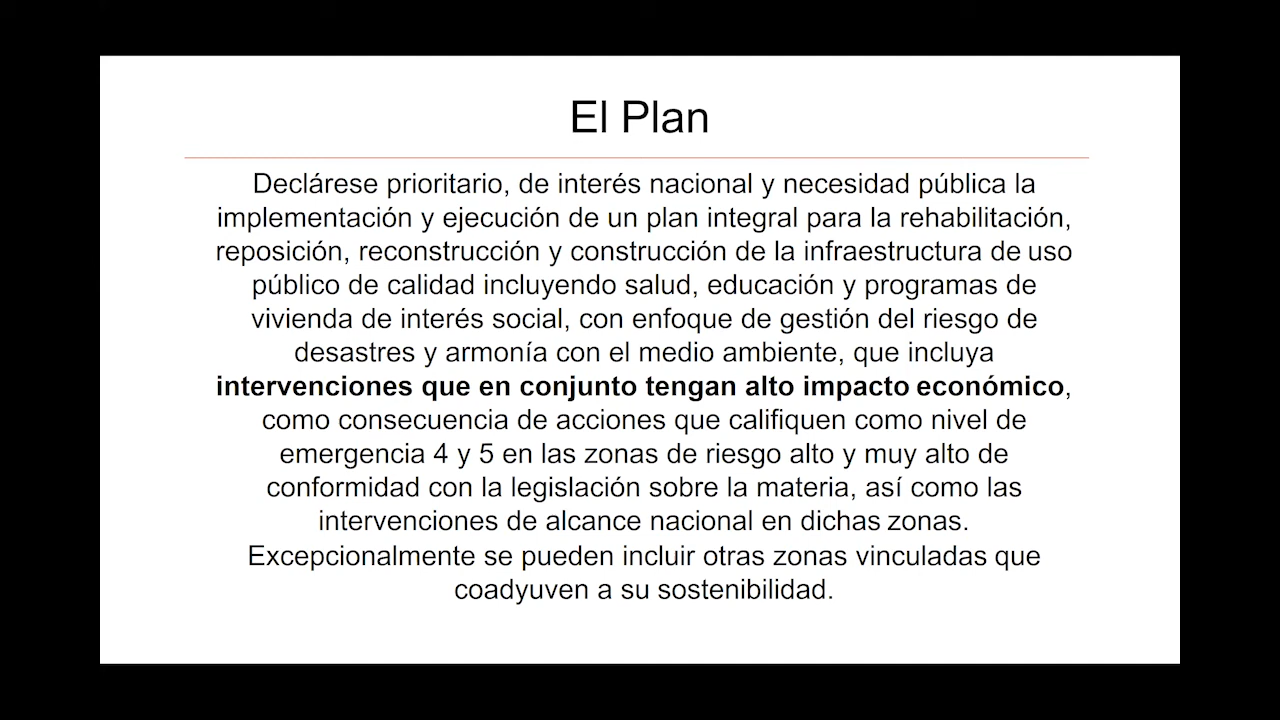 El Plan
Declárese prioritario, de interés nacional y necesidad pública la
implementación y ejecución de un plan integral para la rehabilitación,
reposición, reconstrucción y construcción de la infraestructura de uso
público de calidad incluyendo salud, educación y programas de
vivienda de interés social, con enfoque de gestión del riesgo de
desastres y armonía con el medio ambiente, que incluya
intervenciones que en conjunto tengan alto impacto económico,
como consecuencia de acciones que califiquen como nivel de
emergencia 4 y 5 en las zonas de riesgo alto y muy alto de
conformidad con la legislación sobre la materia, así como las
intervenciones de alcance nacional en dichas zonas.
Excepcionalmente se pueden incluir otras zonas vinculadas que
coadyuven a su sostenibilidad.